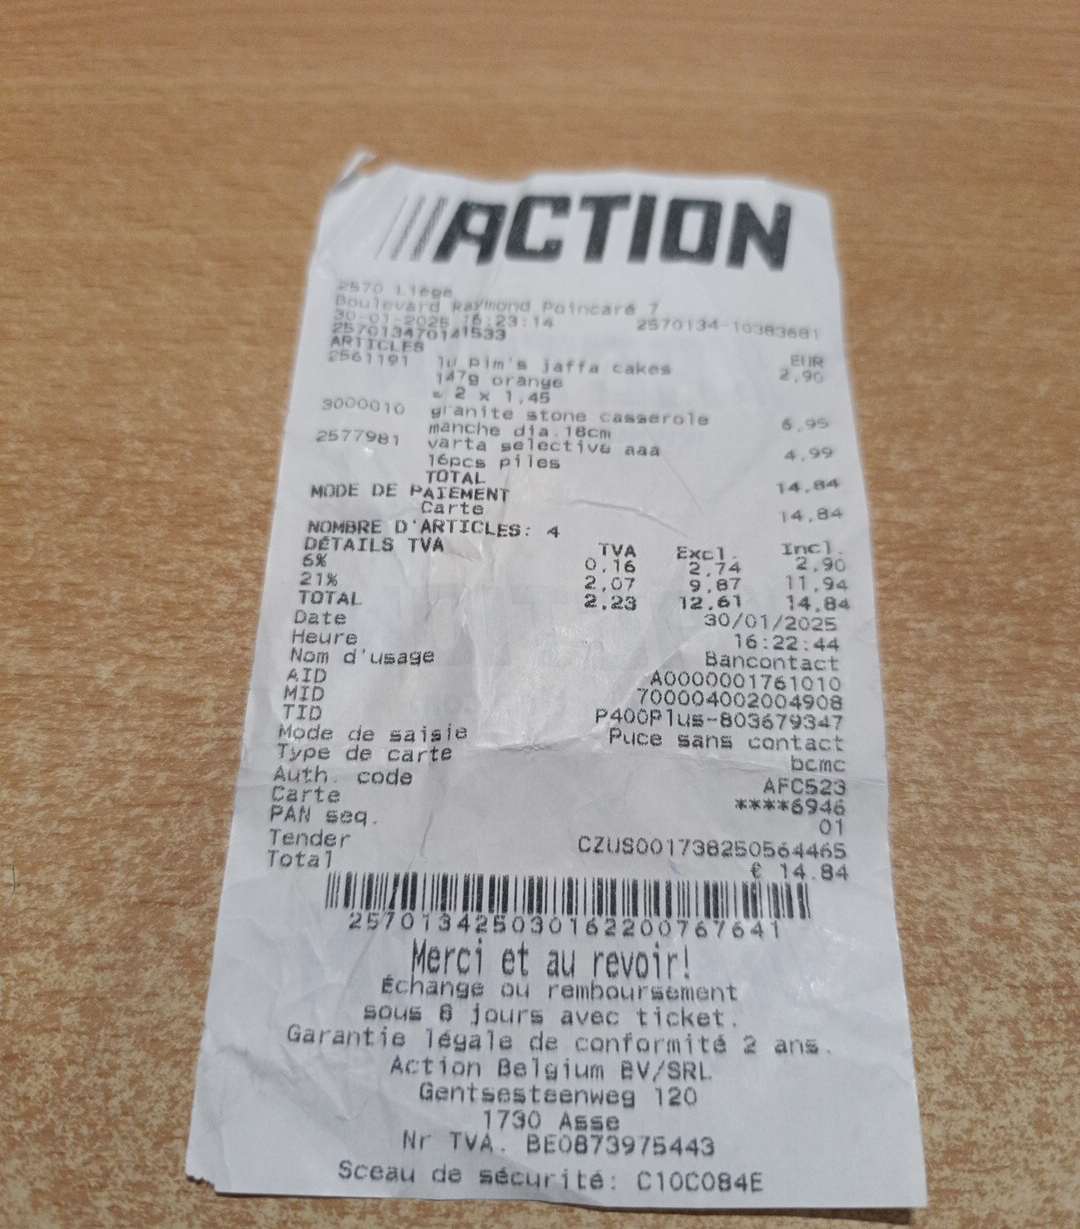 ACTION
2570 Liège
Boulevard Raymond Poincaré 7
30-01-2025 16:23:14 2570134-10383681
257013470141533
ARTICLES EUR
2561191 lu pim's jaffa cakes 2,90
147g orange
= 2 x 1,45
3000010 granite stone casserole 6,95
manche dia.18cm
2577981 varta selective aaa 4,99
16pcs piles
TOTAL 14,84
MODE DE PAIEMENT
Carte 14,84
NOMBRE D'ARTICLES: 4
DÉTAILS TVA TVA Excl. Incl.
6% 0,16 2,74 2,90
21% 2,07 9,87 11,94
TOTAL 2,23 12,61 14,84
Date 30/01/2025
Heure 16:22:44
Nom d'usage Bancontact
AID A0000001761010
MID 700004002004908
TID P400Plus-803679347
Mode de saisie Puce sans contact
Type de carte bcmc
Auth. code AFC523
Carte ****6946
PAN seq. 01
Tender CZUS001738250564465
Total € 14.84
257013425030162200767641
Merci et au revoir!
Échange ou remboursement
sous 8 jours avec ticket.
Garantie légale de conformité 2 ans.
Action Belgium BV/SRL
Gentsesteenweg 120
1730 Asse
Nr TVA. BE0873975443
Sceau de sécurité: C10C084E